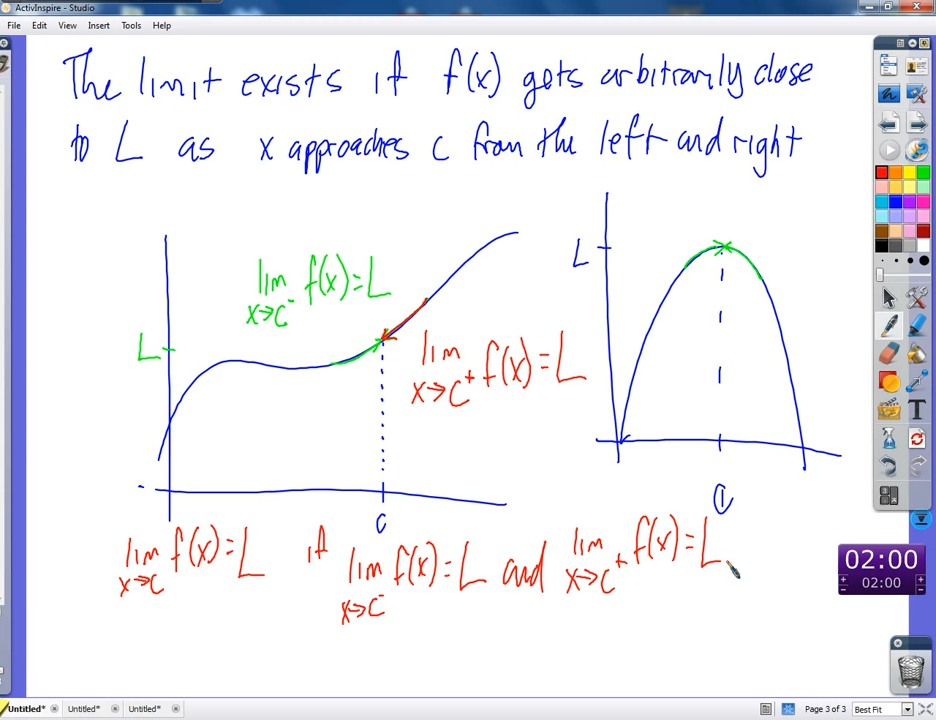 ActivInspire - Studio
File Edit View Insert Tools
The limit exists if f(x) gets arbitrarily close
to L as x approaches c from the left and right
lim f(x)=L
x→c⁻
L
lim f(x)=L
x→c⁺
c
L
lim f(x)=L if lim f(x)=L and lim f(x)=L
x→c x→c⁻ x→c⁺
02:00
02:00
Untitled* Untitled* Untitled* Page 3 of 3 Best Fit